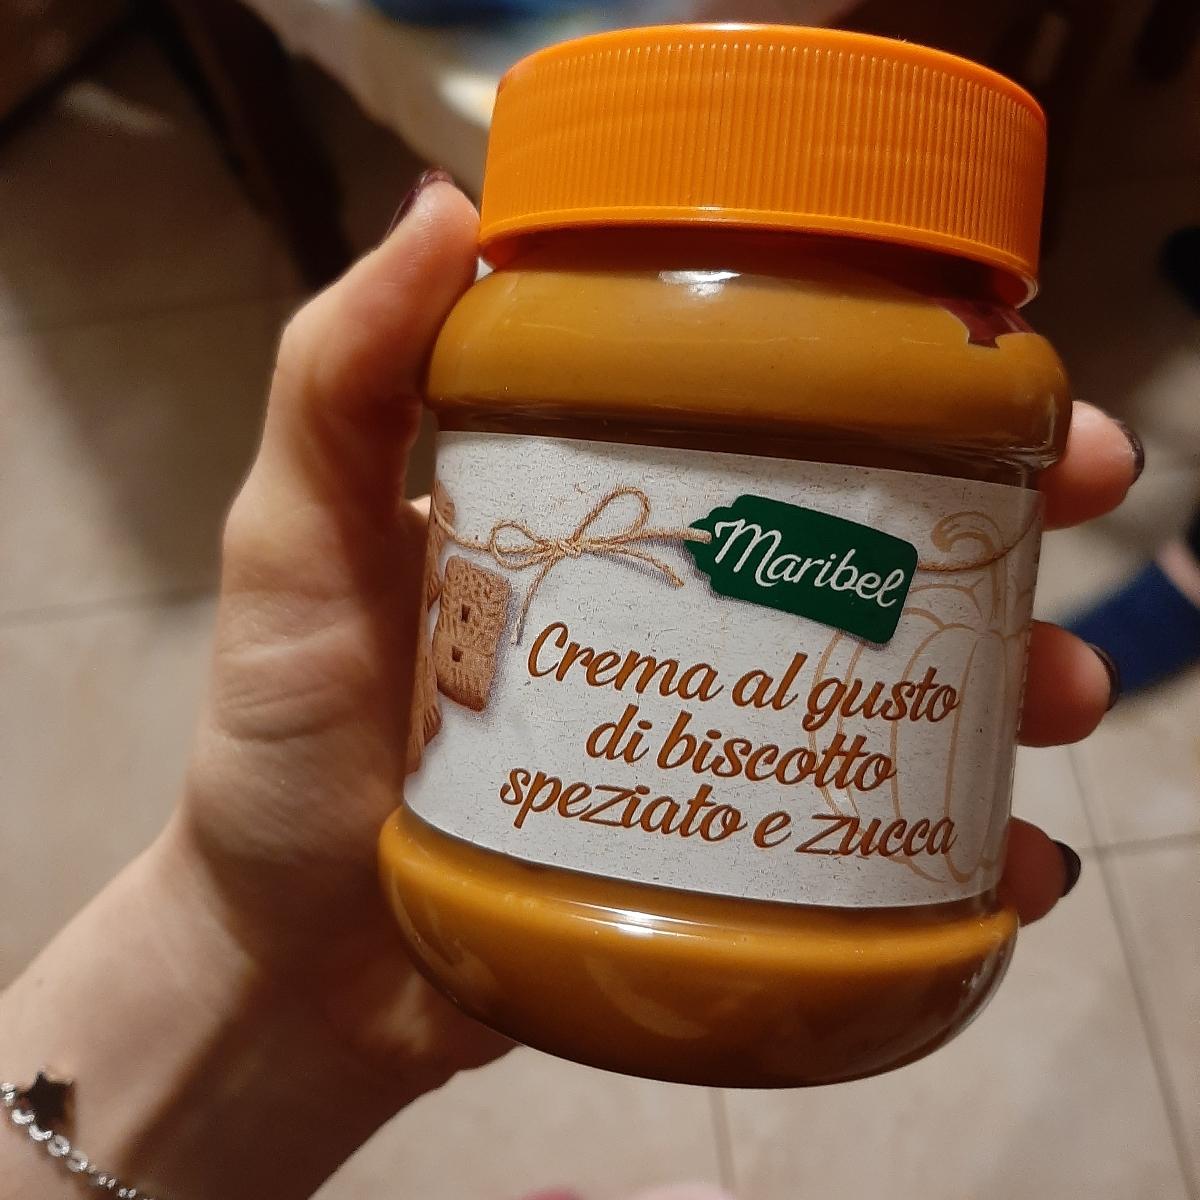 Maribel
Crema al gusto
di biscotto
speziato e zucca